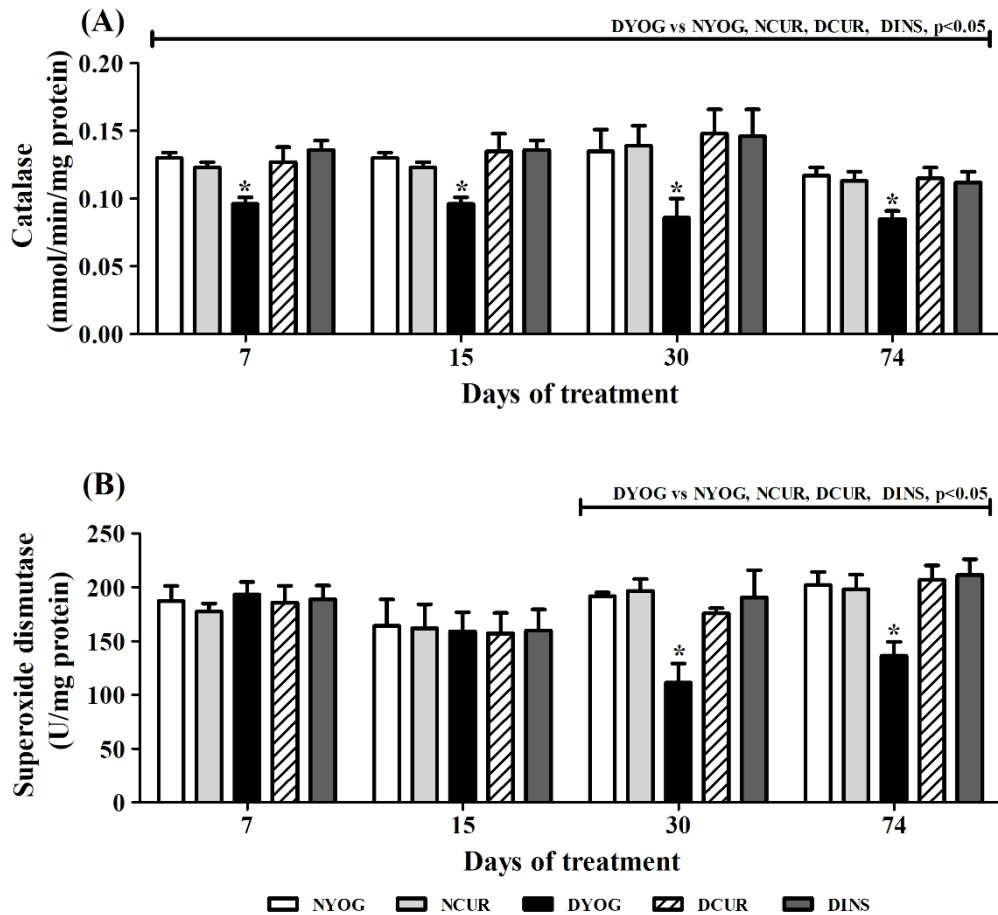 (A)
DYOG vs NYOG, NCUR, DCUR, DINS, p<0.05
Catalase
(mmol/min/mg protein)
0.20
0.15
0.10
0.05
0.00
* * * *
7 15 30 74
Days of treatment
(B)
DYOG vs NYOG, NCUR, DCUR, DINS, p<0.05
Superoxide dismutase
(U/mg protein)
250
200
150
100
50
0
* *
7 15 30 74
Days of treatment
NYOG NCUR DYOG DCUR DINS